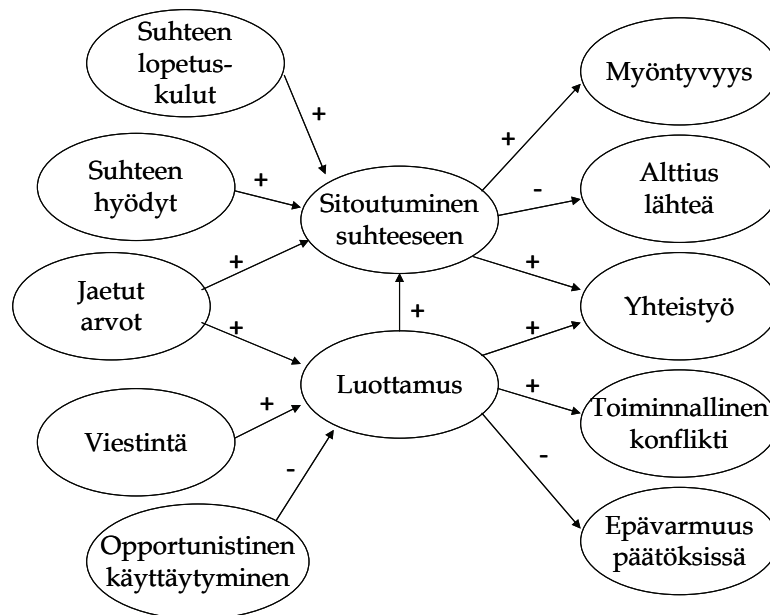 Suhteen
lopetus-
kulut
+
Suhteen
hyödyt
+
Jaetut
arvot
+
+
Viestintä
+
Opportunistinen
käyttäytyminen
-
Sitoutuminen
suhteeseen
+
Luottamus
+
-
+
+
+
-
Myöntyvyys
Alttius
lähteä
Yhteistyö
Toiminnallinen
konflikti
Epävarmuus
päätöksissä